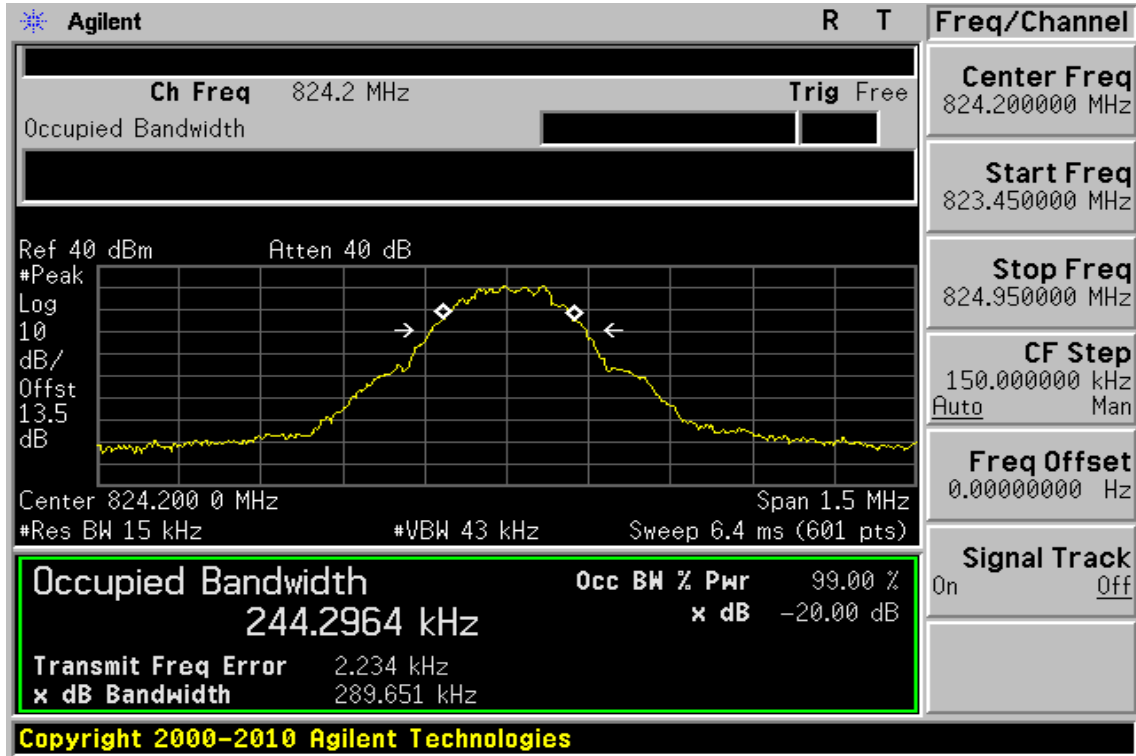 Agilent R T
Ch Freq 824.2 MHz Trig Free
Occupied Bandwidth
Ref 40 dBm Atten 40 dB
#Peak
Log
10
dB/
Offst
13.5
dB
Center 824.200 0 MHz Span 1.5 MHz
#Res BW 15 kHz #VBW 43 kHz Sweep 6.4 ms (601 pts)
Occupied Bandwidth Occ BW % Pwr 99.00 %
244.2964 kHz x dB -20.00 dB
Transmit Freq Error 2.234 kHz
x dB Bandwidth 289.651 kHz
Copyright 2000-2010 Agilent Technologies
Freq/Channel
Center Freq
824.200000 MHz
Start Freq
823.450000 MHz
Stop Freq
824.950000 MHz
CF Step
150.000000 kHz
Auto Man
Freq Offset
0.00000000 Hz
Signal Track
On Off